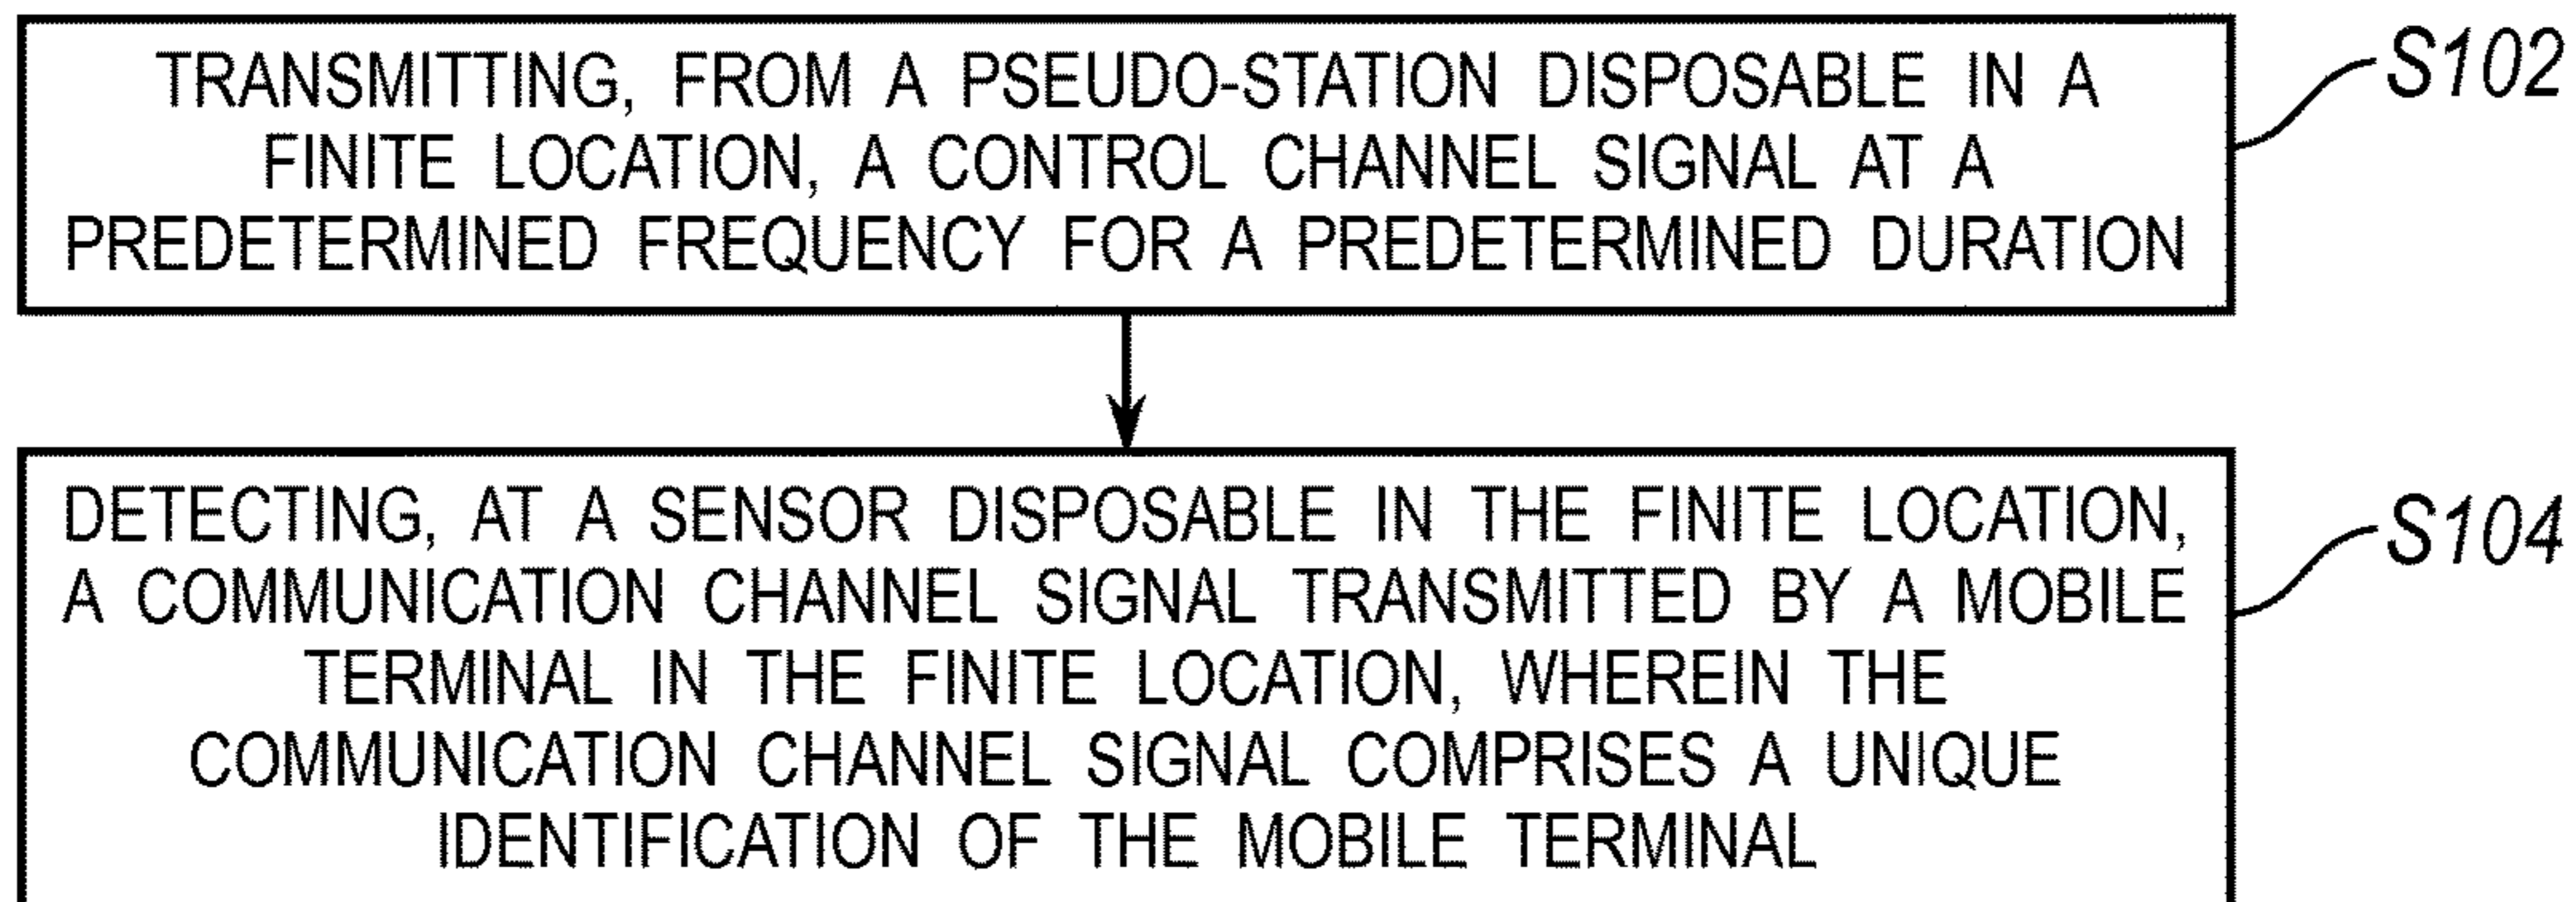 TRANSMITTING, FROM A PSEUDO-STATION DISPOSABLE IN A
FINITE LOCATION, A CONTROL CHANNEL SIGNAL AT A
PREDETERMINED FREQUENCY FOR A PREDETERMINED DURATION
S102
DETECTING, AT A SENSOR DISPOSABLE IN THE FINITE LOCATION,
A COMMUNICATION CHANNEL SIGNAL TRANSMITTED BY A MOBILE
TERMINAL IN THE FINITE LOCATION, WHEREIN THE
COMMUNICATION CHANNEL SIGNAL COMPRISES A UNIQUE
IDENTIFICATION OF THE MOBILE TERMINAL
S104